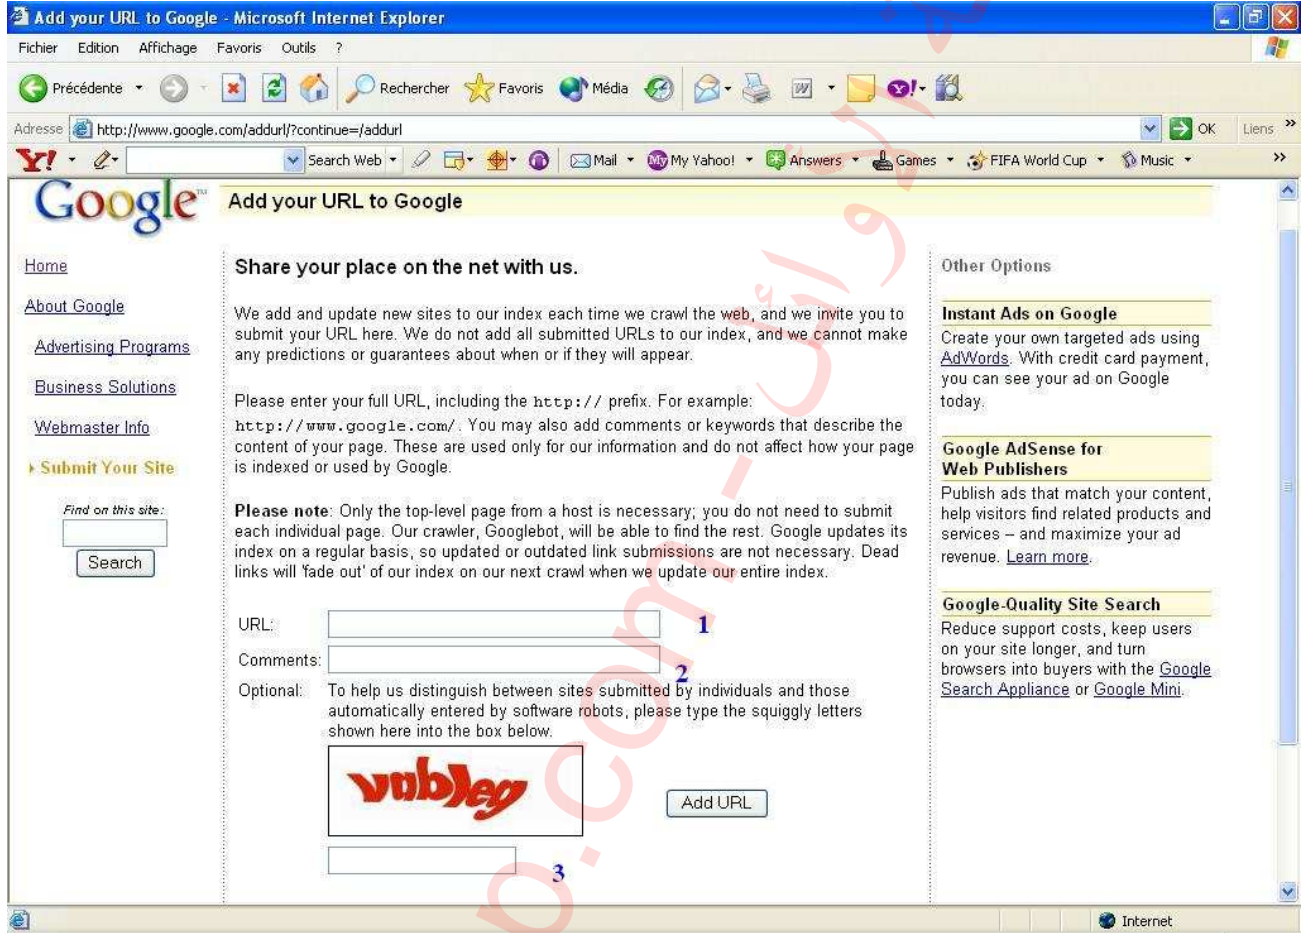 Add your URL to Google - Microsoft Internet Explorer
Fichier Edition Affichage Favoris Outils ?
Précédente Rechercher Favoris Média
Adresse http://www.google.com/addurl/?continue=/addurl OK Liens »
Y! Search Web Mail My Yahoo! Answers Games FIFA World Cup Music »
Google™ Add your URL to Google
Home
About Google
Advertising Programs
Business Solutions
Webmaster Info
Submit Your Site
Find on this site:
Search
Share your place on the net with us.
We add and update new sites to our index each time we crawl the web, and we invite you to
submit your URL here. We do not add all submitted URLs to our index, and we cannot make
any predictions or guarantees about when or if they will appear.
Please enter your full URL, including the http:// prefix. For example:
http://www.google.com/. You may also add comments or keywords that describe the
content of your page. These are used only for our information and do not affect how your page
is indexed or used by Google.
Please note: Only the top-level page from a host is necessary; you do not need to submit
each individual page. Our crawler, Googlebot, will be able to find the rest. Google updates its
index on a regular basis, so updated or outdated link submissions are not necessary. Dead
links will 'fade out' of our index on our next crawl when we update our entire index.
URL: 1
Comments: 2
Optional: To help us distinguish between sites submitted by individuals and those
automatically entered by software robots, please type the squiggly letters
shown here into the box below.
Add URL
3
Other Options
Instant Ads on Google
Create your own targeted ads using
AdWords. With credit card payment,
you can see your ad on Google
today.
Google AdSense for
Web Publishers
Publish ads that match your content,
help visitors find related products and
services – and maximize your ad
revenue. Learn more.
Google-Quality Site Search
Reduce support costs, keep users
on your site longer, and turn
browsers into buyers with the Google
Search Appliance or Google Mini.
Internet